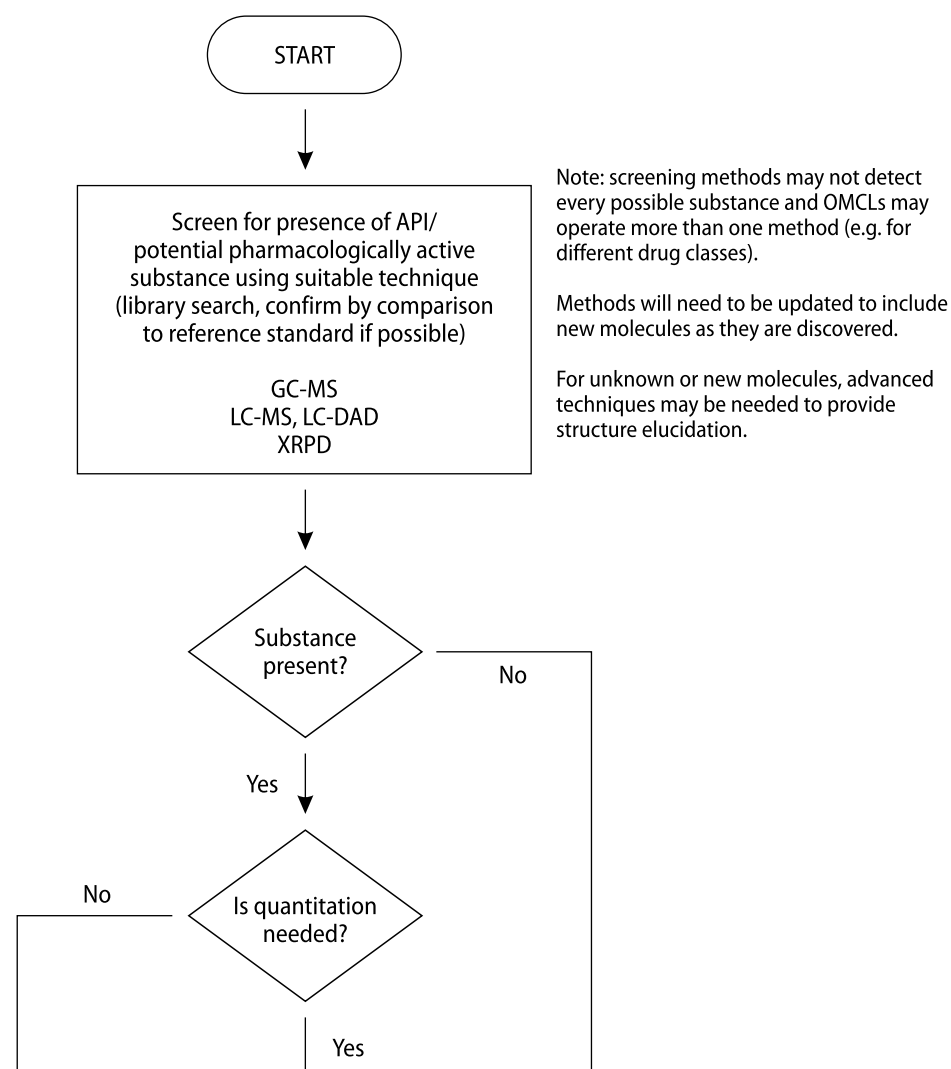 START
Screen for presence of API/
potential pharmacologically active
substance using suitable technique
(library search, confirm by comparison
to reference standard if possible)
GC-MS
LC-MS, LC-DAD
XRPD
Note: screening methods may not detect
every possible substance and OMCLs may
operate more than one method (e.g. for
different drug classes).
Methods will need to be updated to include
new molecules as they are discovered.
For unknown or new molecules, advanced
techniques may be needed to provide
structure elucidation.
Substance
present?
No
Yes
No
Is quantitation
needed?
Yes